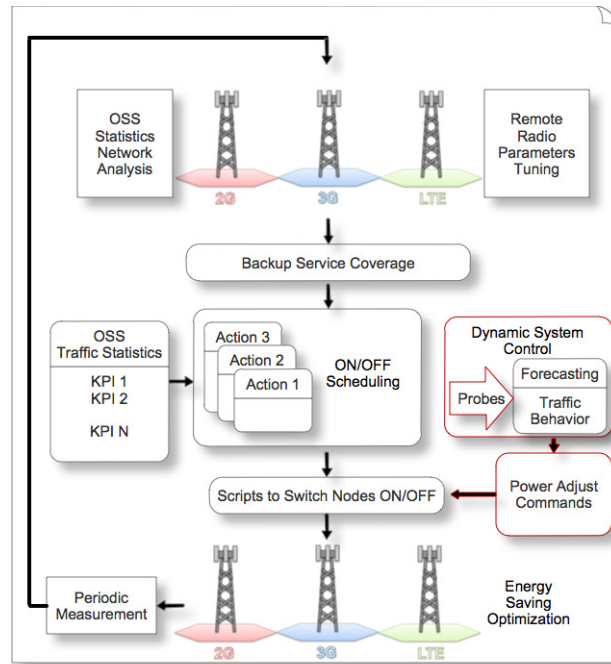 OSS
Statistics
Network
Analysis
2G
3G
LTE
Remote
Radio
Parameters
Tuning
Backup Service Coverage
OSS
Traffic Statistics
KPI 1
KPI 2
KPI N
Action 3
Action 2
Action 1
ON/OFF
Scheduling
Dynamic System
Control
Probes
Forecasting
Traffic
Behavior
Scripts to Switch Nodes ON/OFF
Power Adjust
Commands
Periodic
Measurement
2G
3G
LTE
Energy
Saving
Optimization